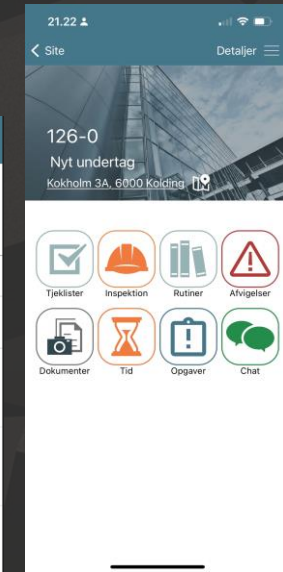 21.22
Site
Detaljer
126-0
Nyt undertag
Kokholm 3A, 6000 Kolding
Tjeklister
Inspektion
Rutiner
Afvigelser
Dokumenter
Tid
Opgaver
Chat